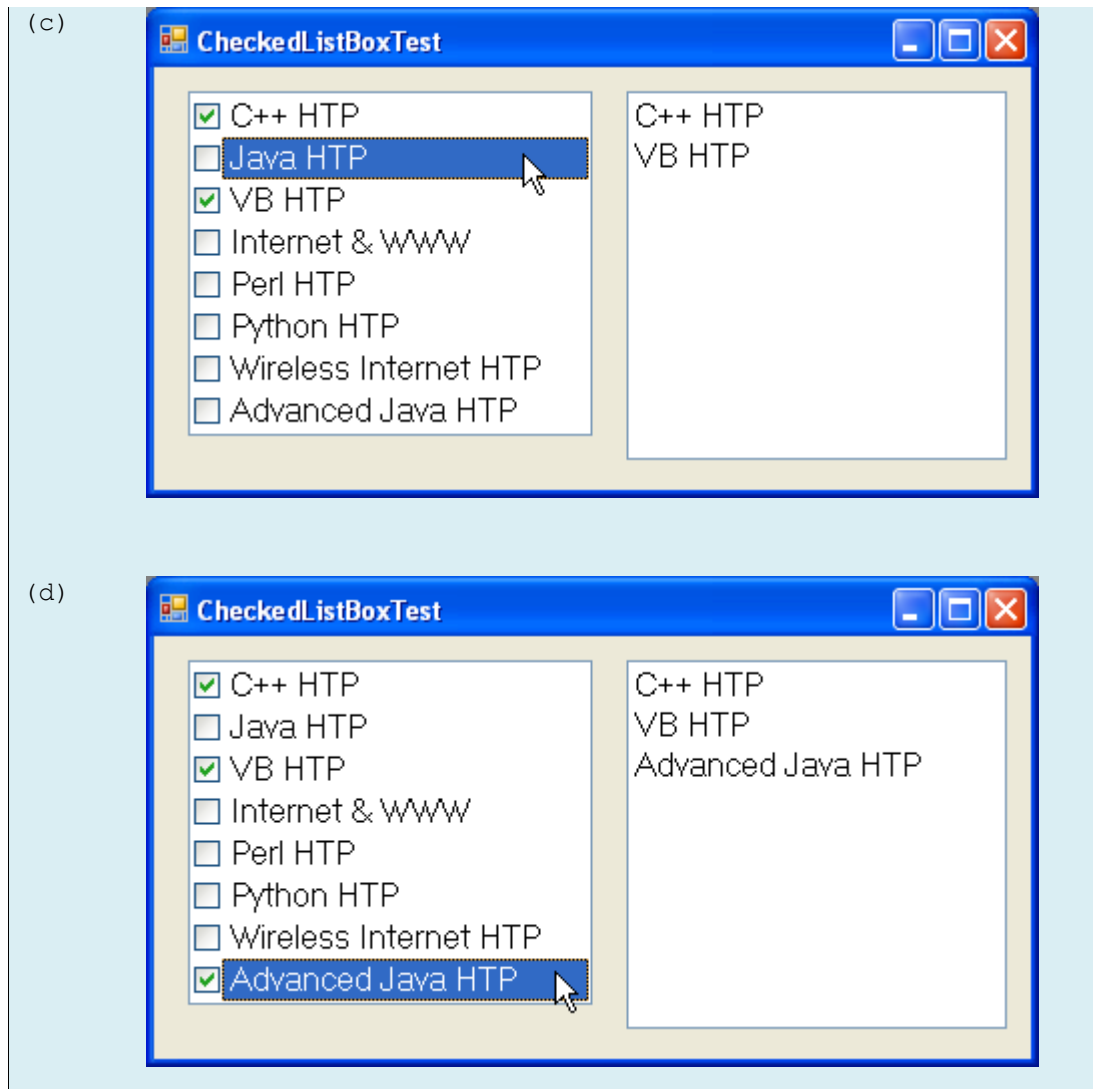 (c)
CheckedListBoxTest
C++ HTP
Java HTP
VB HTP
Internet & WWW
Perl HTP
Python HTP
Wireless Internet HTP
Advanced Java HTP
C++ HTP
VB HTP
(d)
CheckedListBoxTest
C++ HTP
Java HTP
VB HTP
Internet & WWW
Perl HTP
Python HTP
Wireless Internet HTP
Advanced Java HTP
C++ HTP
VB HTP
Advanced Java HTP